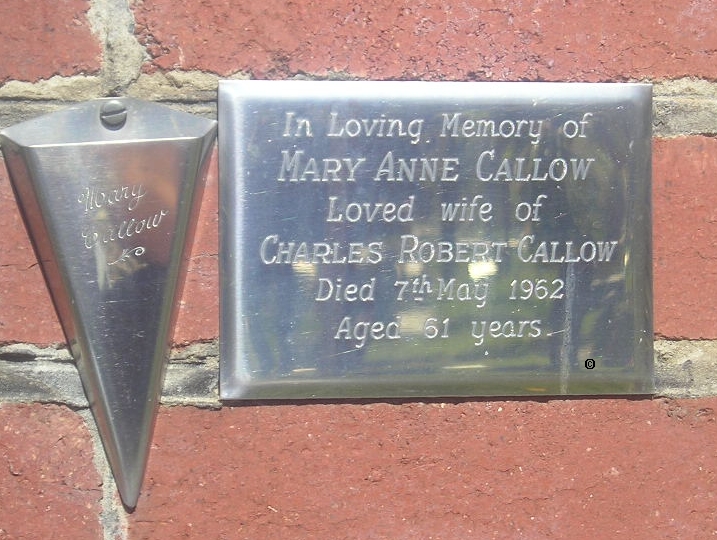 Mary
Callow
In Loving Memory of
MARY ANNE CALLOW
Loved wife of
CHARLES ROBERT CALLOW
Died 7th May 1962
Aged 61 years
©